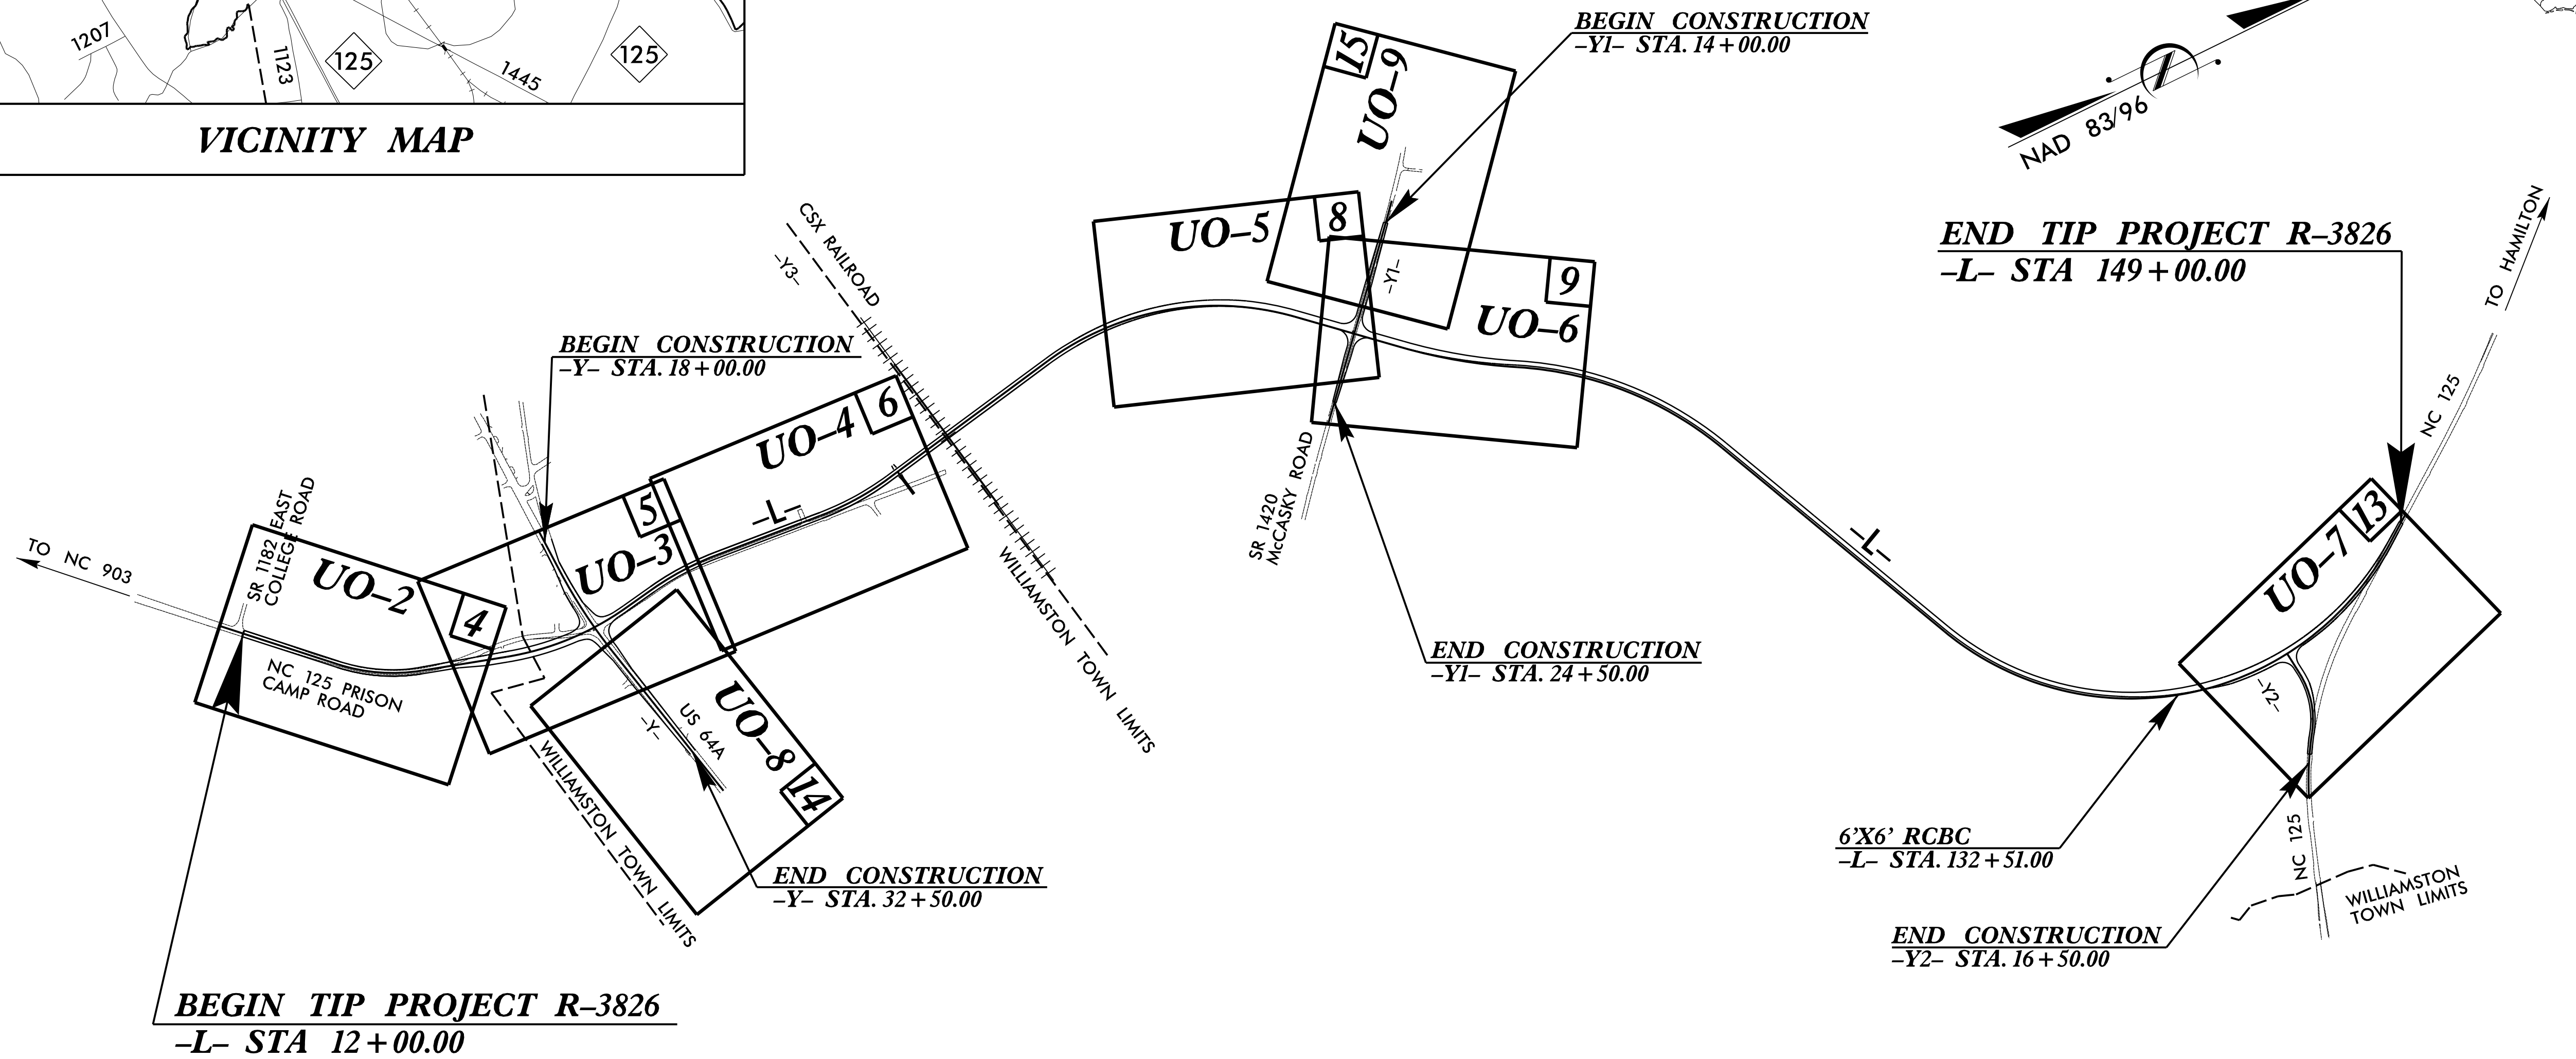 1207
1123
125
1445
125
VICINITY MAP
NAD 83/96
BEGIN CONSTRUCTION
–Y1– STA. 14+00.00
15
UO–9
CSX RAILROAD
–Y3–
UO–5
8
–Y1–
9
UO–6
END TIP PROJECT R–3826
–L– STA 149+00.00
TO HAMILTON
NC 125
BEGIN CONSTRUCTION
–Y– STA. 18+00.00
UO–4
6
–L–
5
UO–3
SR 1182 EAST
COLLEGE ROAD
TO NC 903
UO–2
4
NC 125 PRISON
CAMP ROAD
WILLIAMSTON TOWN LIMITS
SR 1420
McCASKY ROAD
–L–
UO–7
13
–Y2–
–Y–
US 64A
UO–8
14
WILLIAMSTON TOWN LIMITS
END CONSTRUCTION
–Y1– STA. 24+50.00
6'X6' RCBC
–L– STA. 132+51.00
NC 125
WILLIAMSTON
TOWN LIMITS
END CONSTRUCTION
–Y– STA. 32+50.00
END CONSTRUCTION
–Y2– STA. 16+50.00
BEGIN TIP PROJECT R–3826
–L– STA 12+00.00